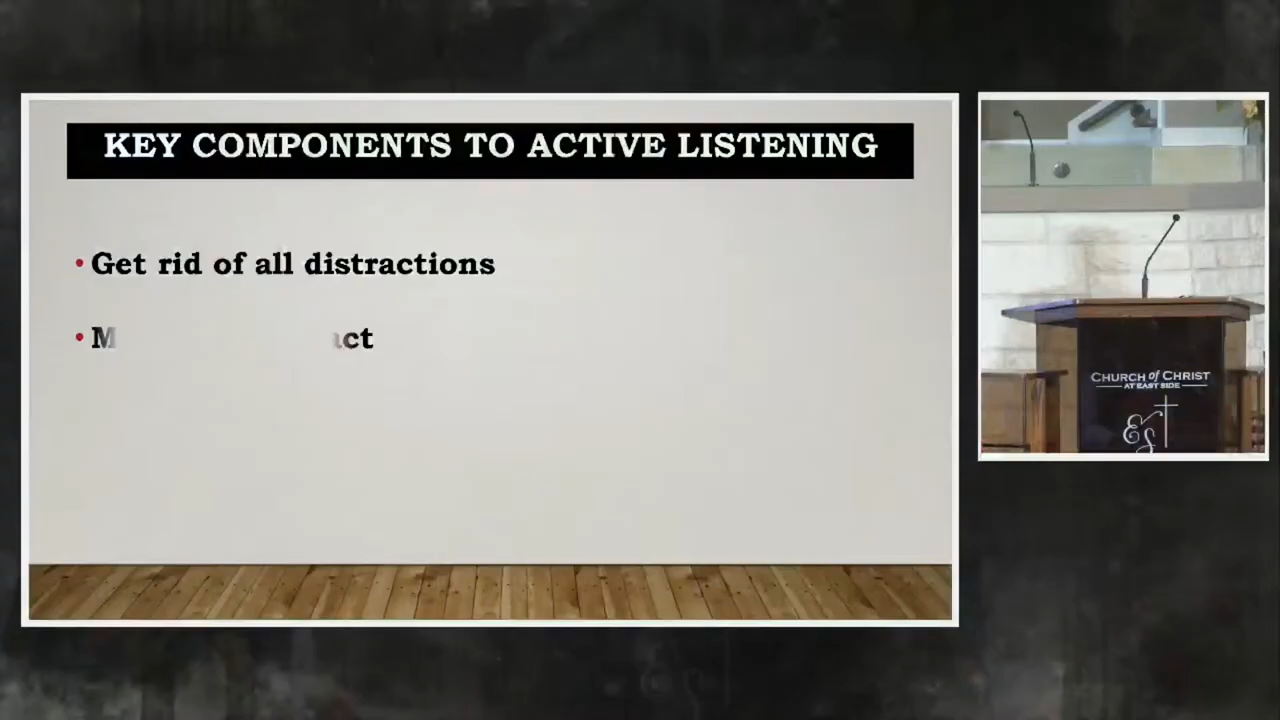 KEY COMPONENTS TO ACTIVE LISTENING
• Get rid of all distractions
CHURCH of CHRIST
AT EAST SIDE